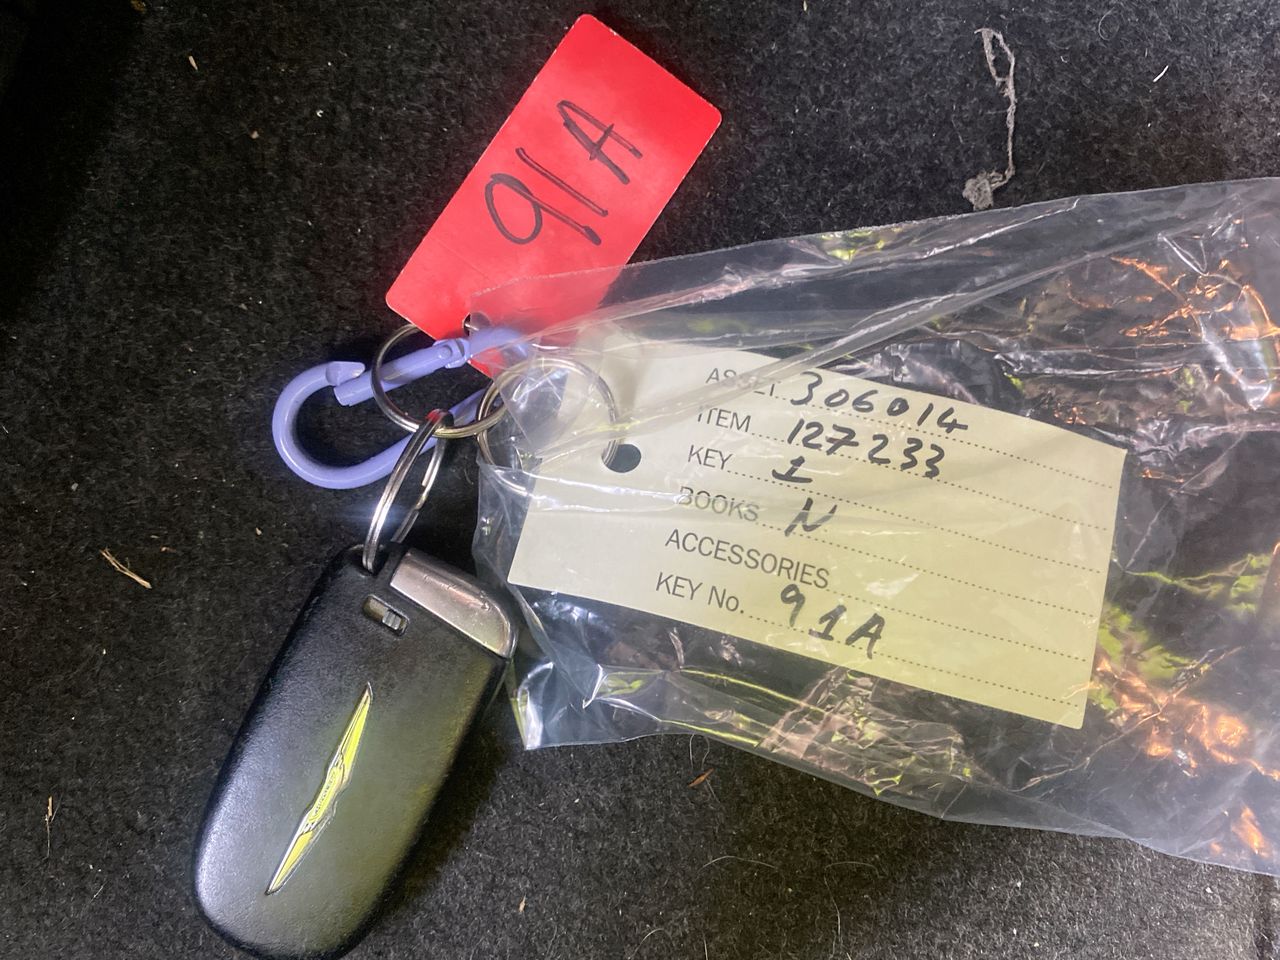 91A
ASSET 306014
ITEM 127233
KEY 1
BOOKS N
ACCESSORIES
KEY No. 91A